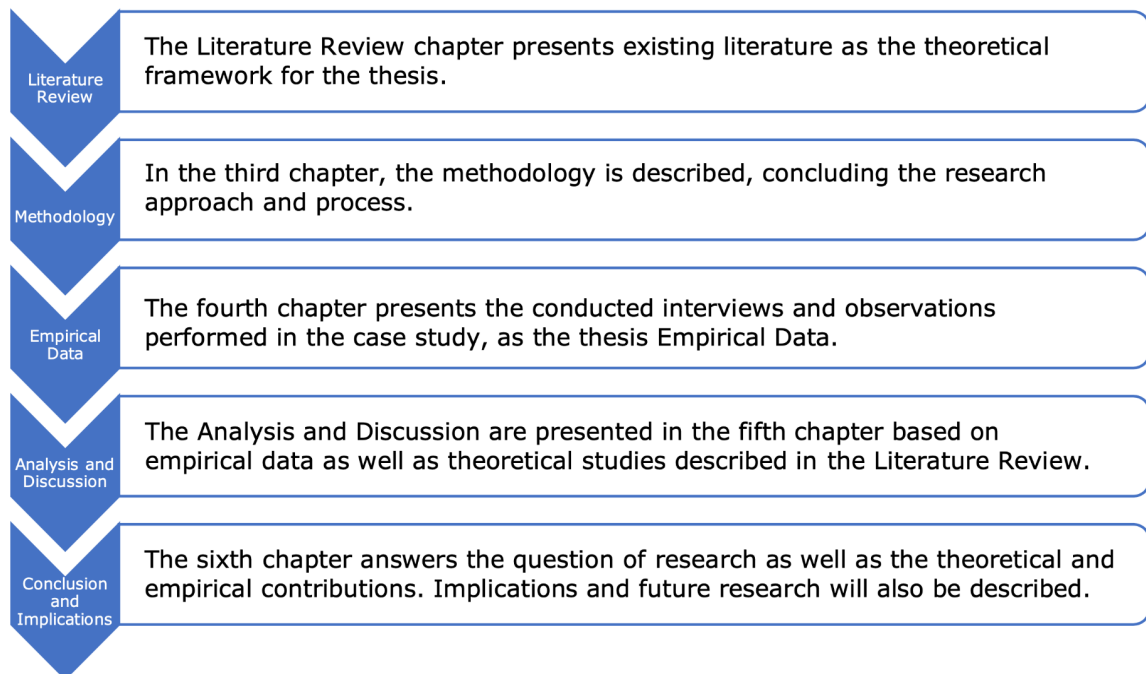 Literature
Review
The Literature Review chapter presents existing literature as the theoretical
framework for the thesis.
Methodology
In the third chapter, the methodology is described, concluding the research
approach and process.
Empirical
Data
The fourth chapter presents the conducted interviews and observations
performed in the case study, as the thesis Empirical Data.
Analysis and
Discussion
The Analysis and Discussion are presented in the fifth chapter based on
empirical data as well as theoretical studies described in the Literature Review.
Conclusion
and
Implications
The sixth chapter answers the question of research as well as the theoretical and
empirical contributions. Implications and future research will also be described.